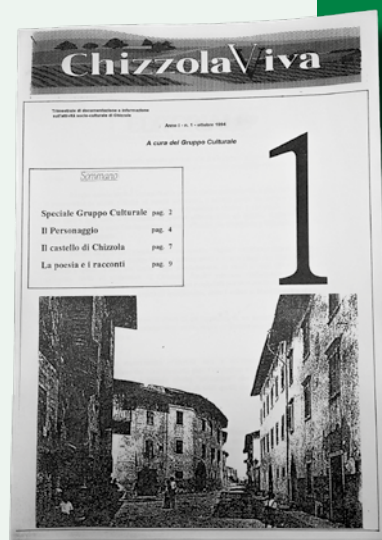 ChizzolaViva
Trimestrale di documentazione e informazione
sull'attività socio-culturale di Chizzola
Anno I - n. 1 - ottobre 1994
A cura del Gruppo Culturale
1
Sommario
Speciale Gruppo Culturale pag. 2
Il Personaggio pag. 4
Il castello di Chizzola pag. 7
La poesia e i racconti pag. 9